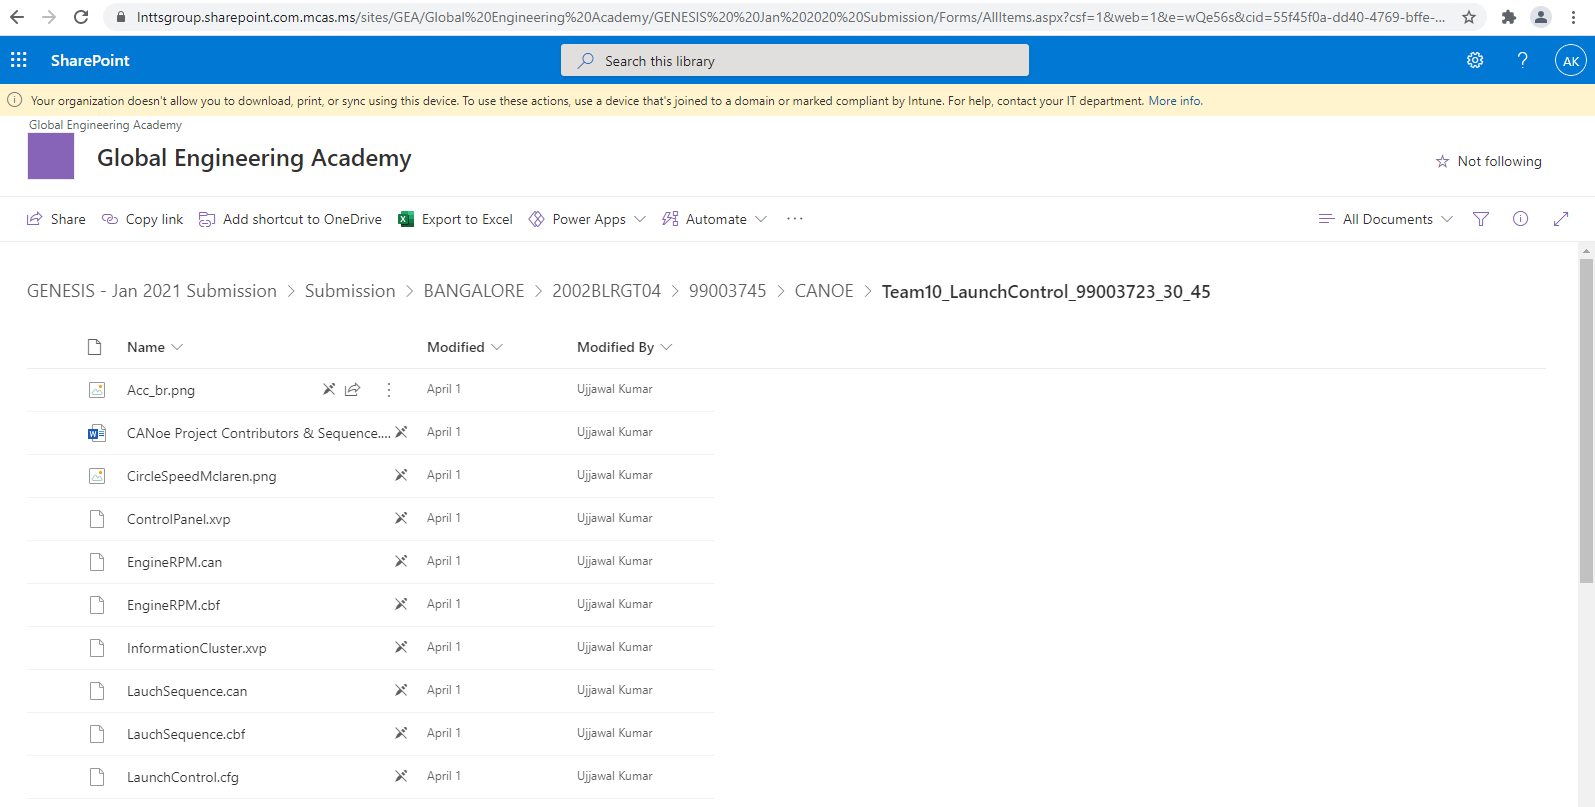 lnttsgroup.sharepoint.com.mcas.ms/sites/GEA/Global%20Engineering%20Academy/GENESIS%20%20Jan%202020%20Submission/Forms/AllItems.aspx?csf=1&web=1&e=wQe56s&cid=55f45f0a-dd40-4769-bffe-...
SharePoint
Search this library
?
AK
Your organization doesn't allow you to download, print, or sync using this device. To use these actions, use a device that's joined to a domain or marked compliant by Intune. For help, contact your IT department. More info.
Global Engineering Academy
Global Engineering Academy
Not following
Share Copy link Add shortcut to OneDrive Export to Excel Power Apps Automate ... All Documents
GENESIS - Jan 2021 Submission > Submission > BANGALORE > 2002BLRGT04 > 99003745 > CANOE > Team10_LaunchControl_99003723_30_45
Name Modified Modified By
Acc_br.png April 1 Ujjawal Kumar
W CANoe Project Contributors & Sequence.... April 1 Ujjawal Kumar
CircleSpeedMclaren.png April 1 Ujjawal Kumar
ControlPanel.xvp April 1 Ujjawal Kumar
EngineRPM.can April 1 Ujjawal Kumar
EngineRPM.cbf April 1 Ujjawal Kumar
InformationCluster.xvp April 1 Ujjawal Kumar
LauchSequence.can April 1 Ujjawal Kumar
LauchSequence.cbf April 1 Ujjawal Kumar
LaunchControl.cfg April 1 Ujjawal Kumar